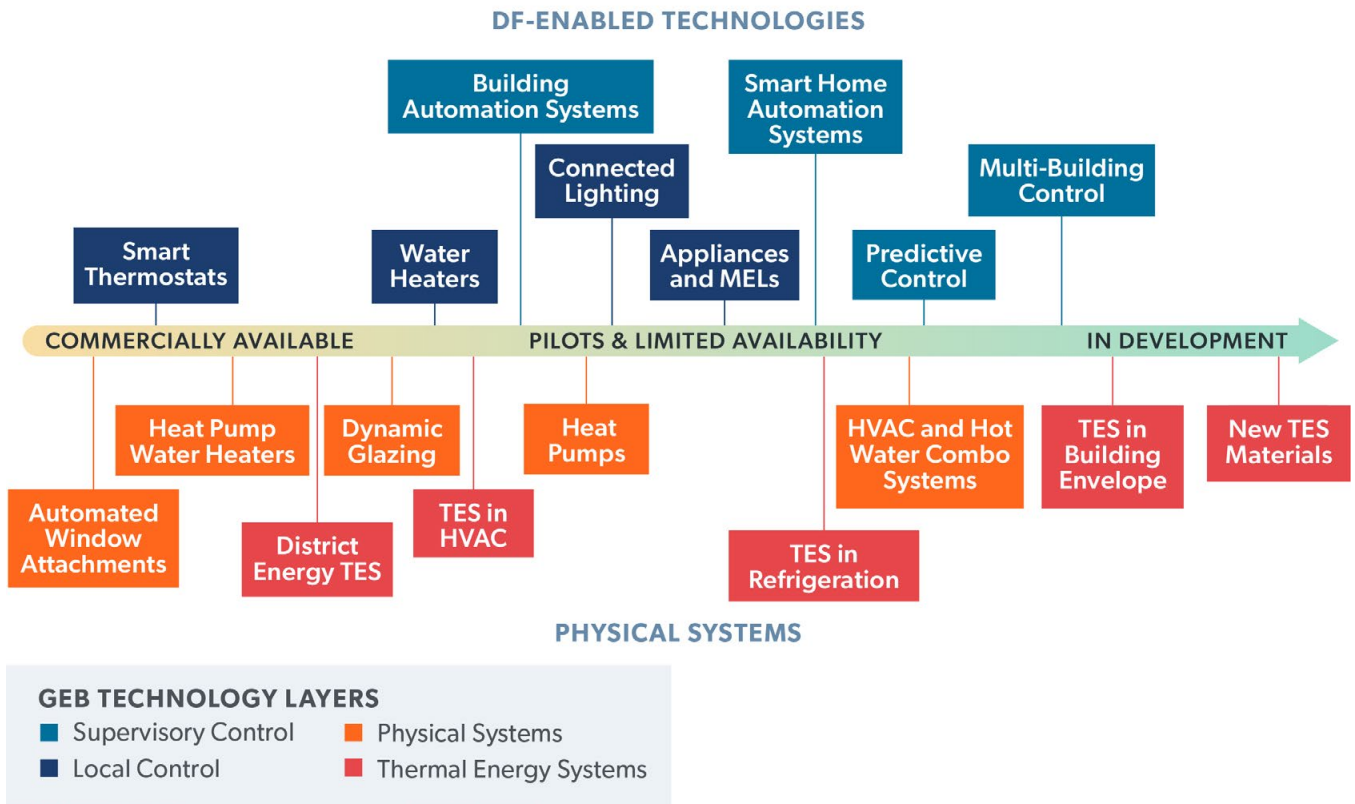 DF-ENABLED TECHNOLOGIES
Building
Automation Systems
Smart Home
Automation
Systems
Connected
Lighting
Multi-Building
Control
Smart
Thermostats
Water
Heaters
Appliances
and MELs
Predictive
Control
COMMERCIALLY AVAILABLE
PILOTS & LIMITED AVAILABILITY
IN DEVELOPMENT
Heat Pump
Water Heaters
Dynamic
Glazing
Heat
Pumps
HVAC and Hot
Water Combo
Systems
TES in
Building
Envelope
New TES
Materials
Automated
Window
Attachments
District
Energy TES
TES in
HVAC
TES in
Refrigeration
PHYSICAL SYSTEMS
GEB TECHNOLOGY LAYERS
Supervisory Control
Physical Systems
Local Control
Thermal Energy Systems